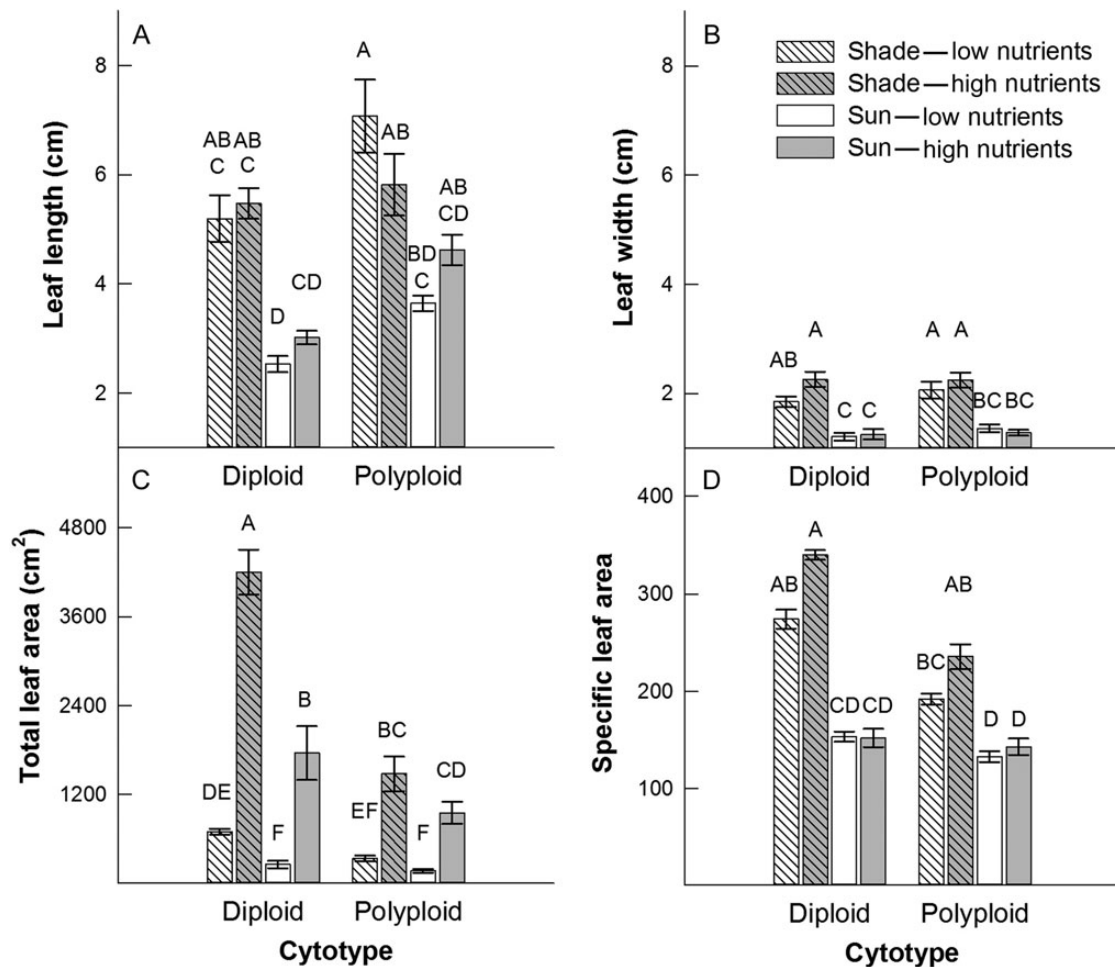 A
Leaf length (cm)
8
6
4
2
AB
C
AB
C
D
CD
A
AB
BD
C
AB
CD
Diploid
Polyploid
B
Shade—low nutrients
Shade—high nutrients
Sun—low nutrients
Sun—high nutrients
Leaf width (cm)
8
6
4
2
AB
A
C
C
A
A
BC
BC
Diploid
Polyploid
C
Total leaf area (cm²)
4800
3600
2400
1200
DE
A
F
B
EF
BC
F
CD
Diploid
Polyploid
Cytotype
D
Specific leaf area
400
300
200
100
AB
A
CD
CD
BC
AB
D
D
Diploid
Polyploid
Cytotype